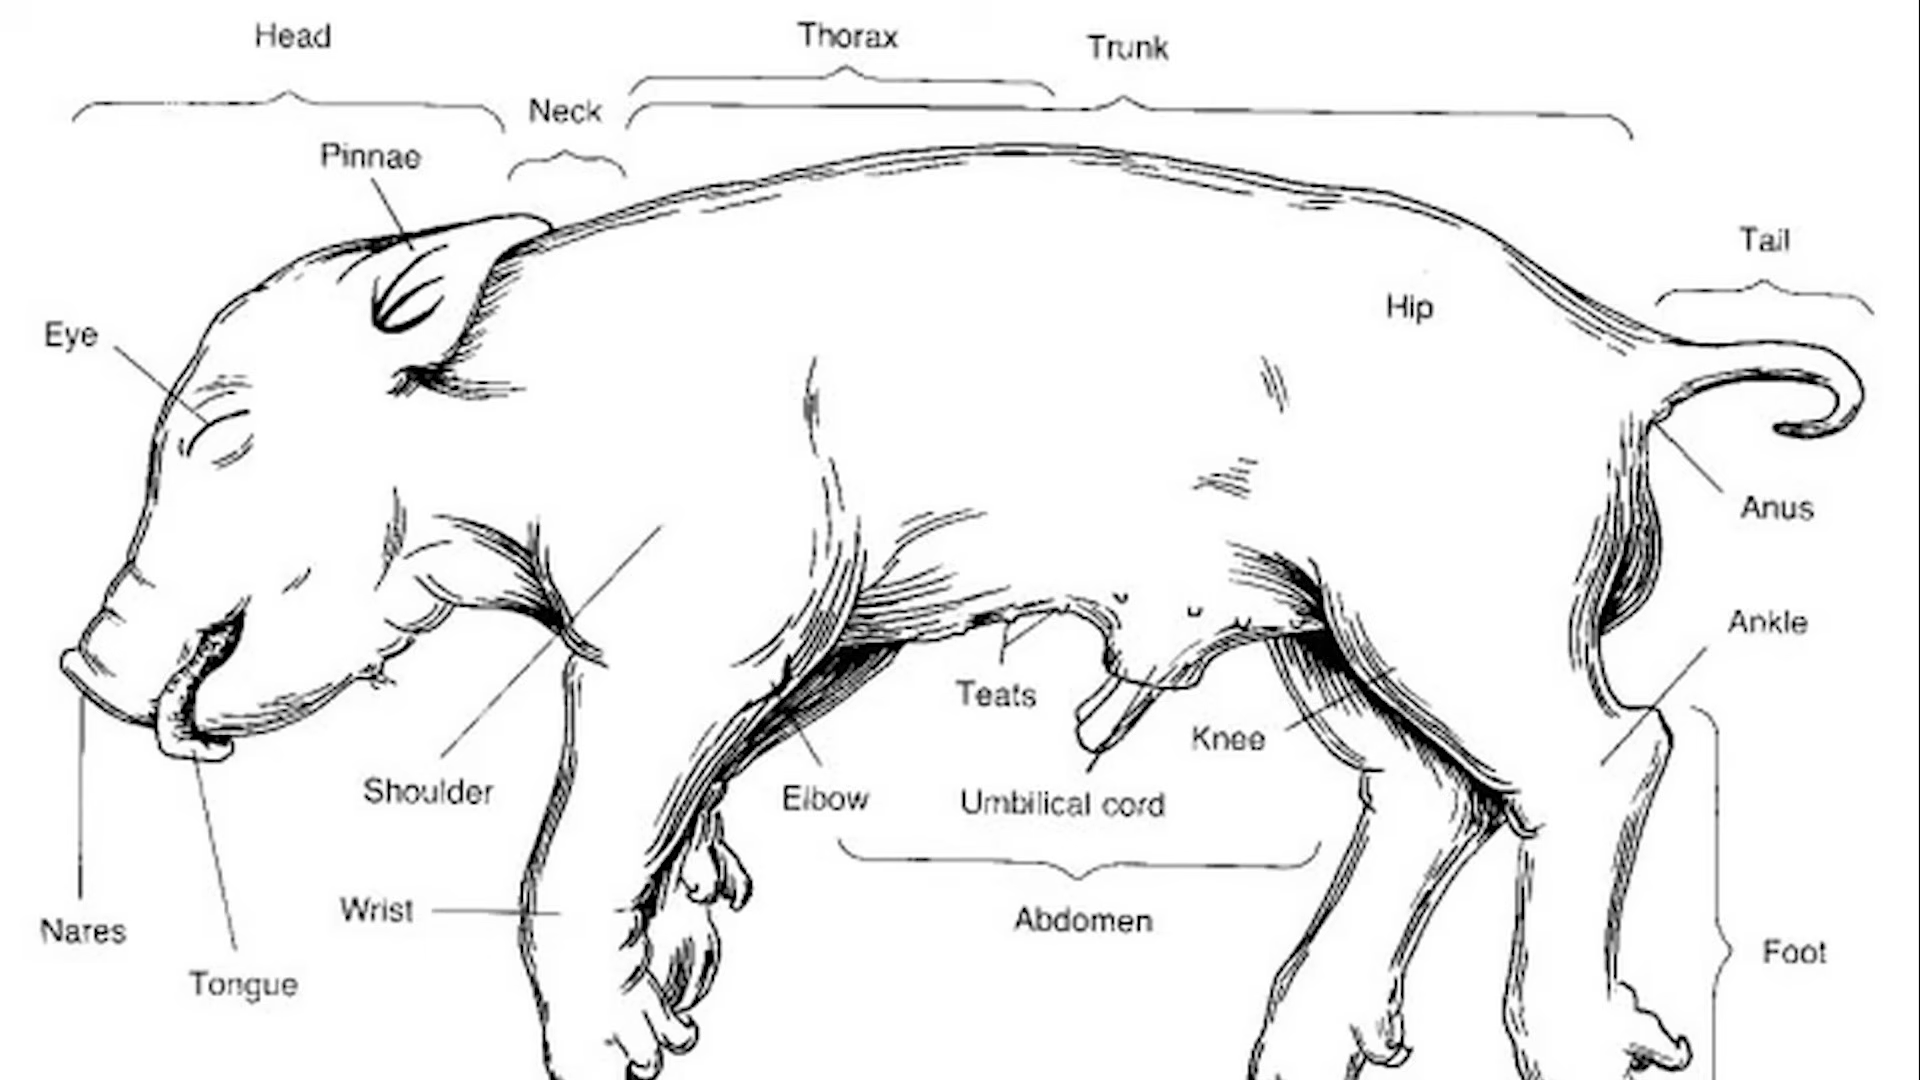 Head
Thorax
Trunk
Neck
Pinnae
Tail
Hip
Eye
Anus
Ankle
Teats
Knee
Shoulder
Elbow
Umbilical cord
Wrist
Abdomen
Nares
Foot
Tongue